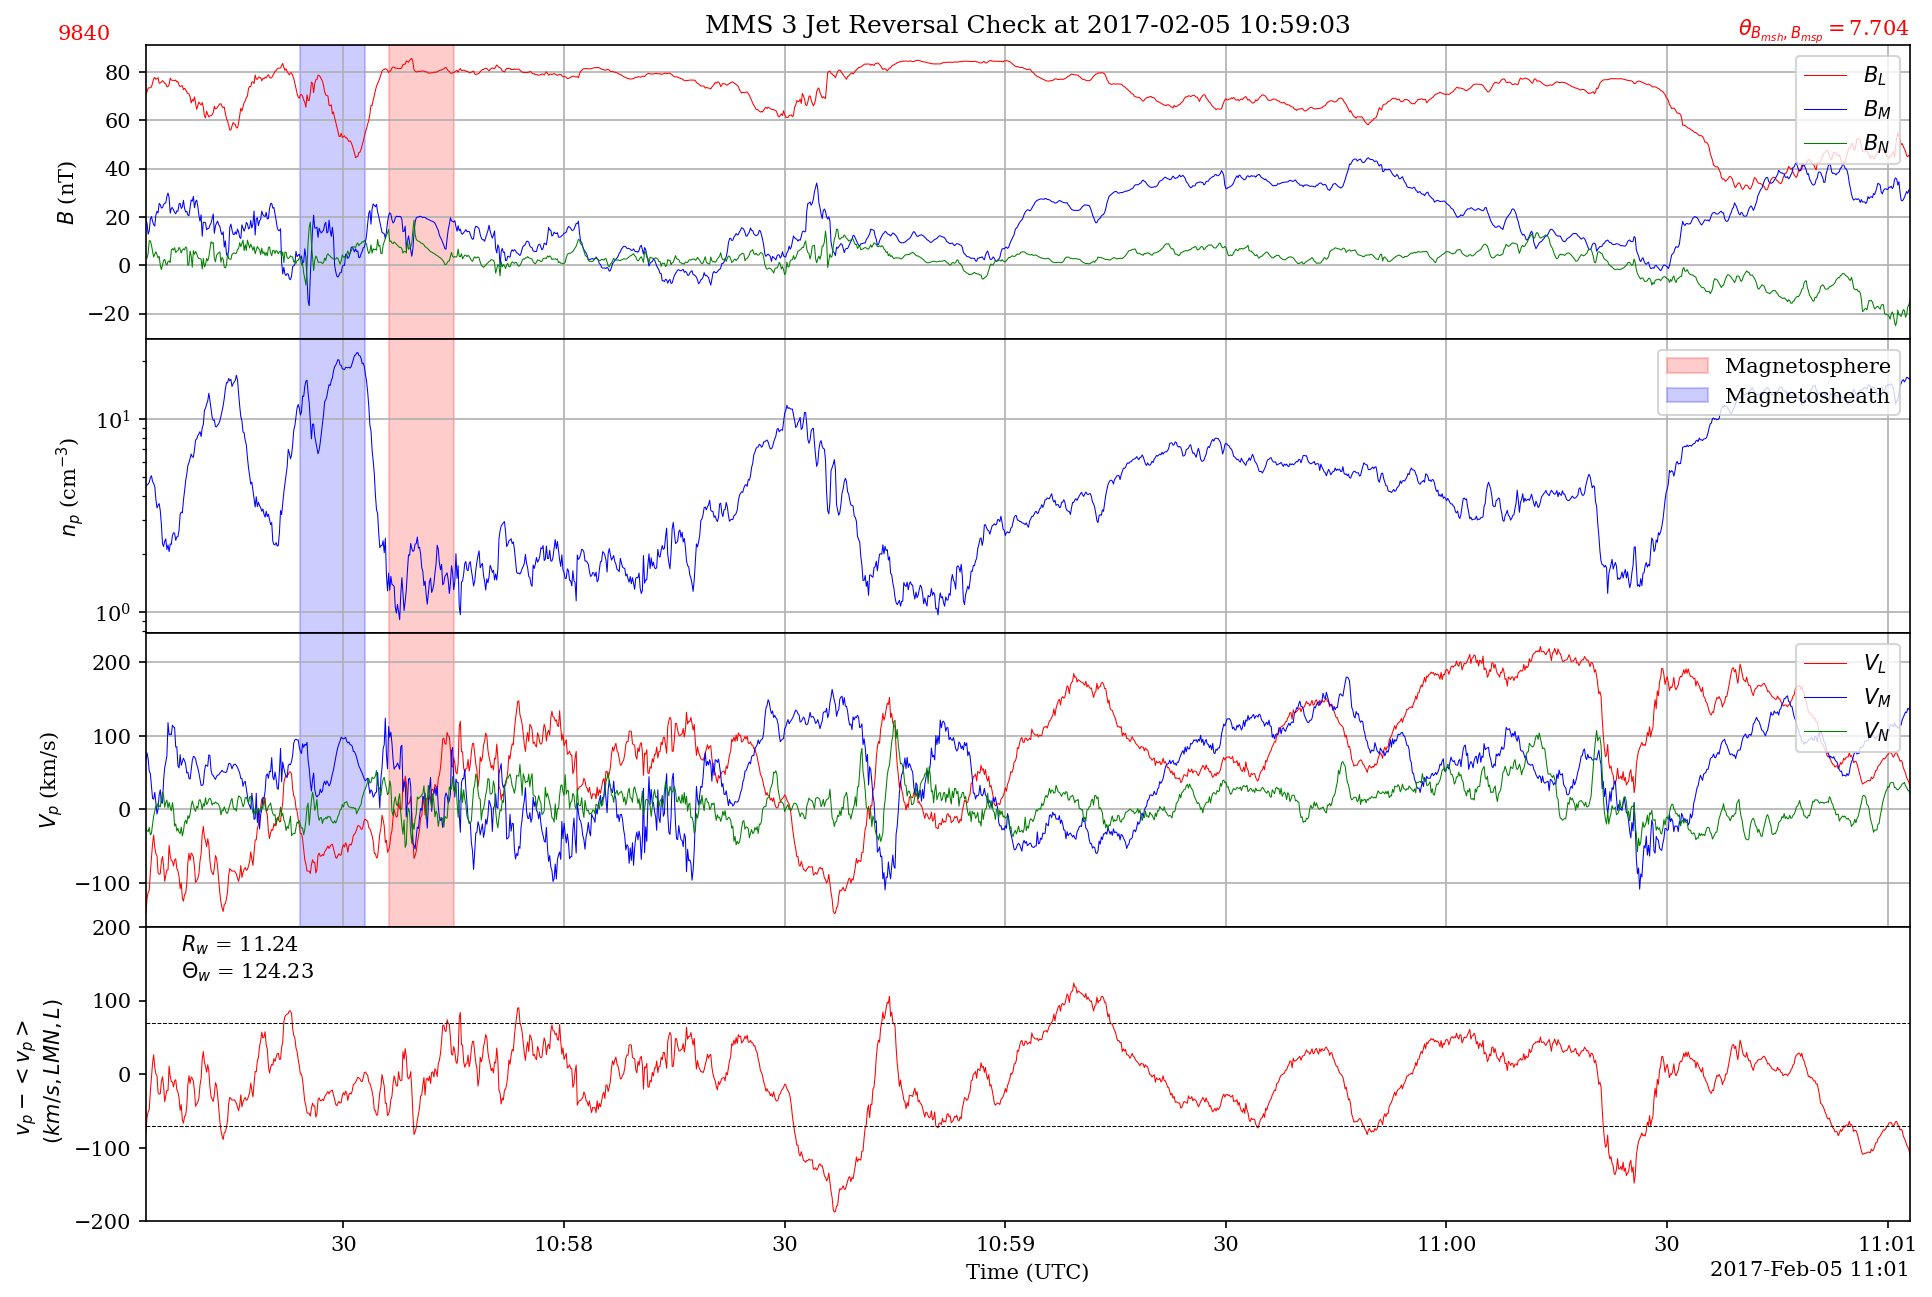 MMS 3 Jet Reversal Check at 2017-02-05 10:59:03
9840
θ_{B_{msh}, B_{msp}} = 7.704
80
60
40
20
0
−20
B (nT)
B_L
B_M
B_N
10^1
10^0
n_p (cm^{−3})
Magnetosphere
Magnetosheath
200
100
0
−100
V_p (km/s)
V_L
V_M
V_N
200
100
0
−100
−200
v_p − <v_p>
(km/s, LMN, L)
R_w = 11.24
Θ_w = 124.23
30 10:58 30 10:59 30 11:00 30 11:01
Time (UTC)
2017-Feb-05 11:01